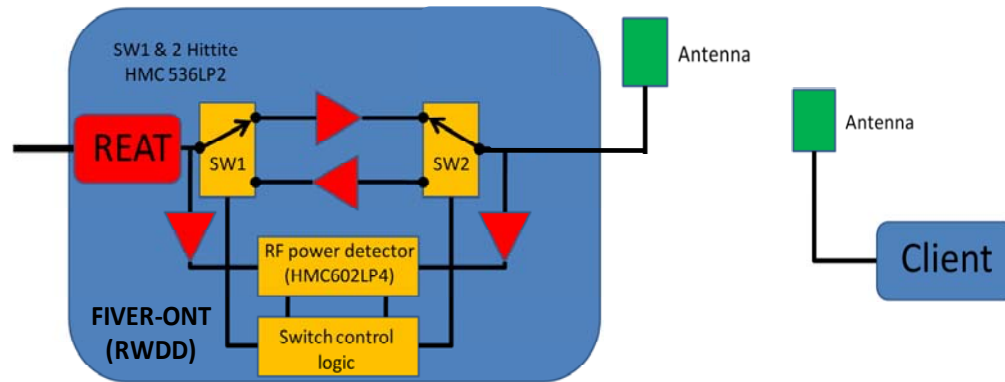 SW1 & 2 Hittite
HMC 536LP2
Antenna
Antenna
REAT
SW1
SW2
RF power detector
(HMC602LP4)
Client
FIVER-ONT
(RWDD)
Switch control
logic